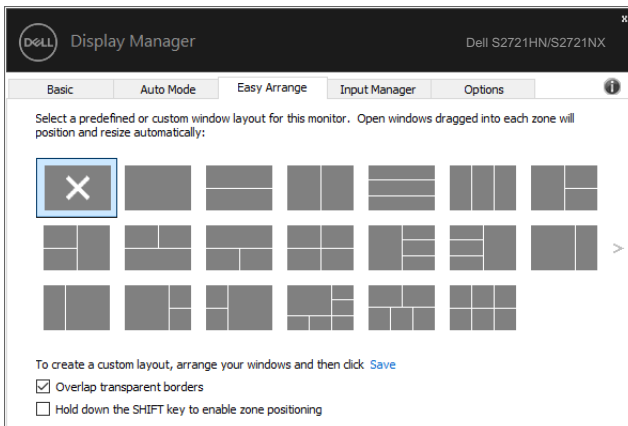 x
DELL Display Manager Dell S2721HN/S2721NX
Basic Auto Mode Easy Arrange Input Manager Options i
Select a predefined or custom window layout for this monitor. Open windows dragged into each zone will
position and resize automatically:
To create a custom layout, arrange your windows and then click Save
Overlap transparent borders
Hold down the SHIFT key to enable zone positioning